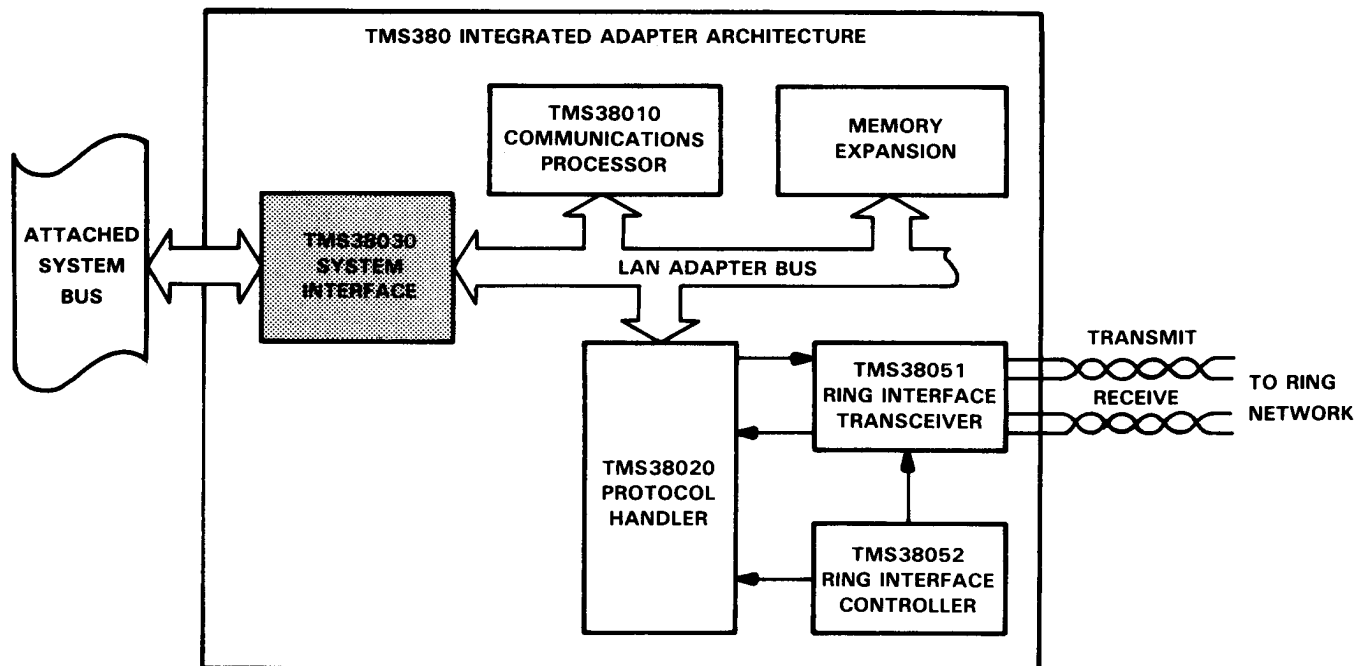 TMS380 INTEGRATED ADAPTER ARCHITECTURE
TMS38010
COMMUNICATIONS
PROCESSOR
MEMORY
EXPANSION
ATTACHED
SYSTEM
BUS
TMS38030
SYSTEM
INTERFACE
LAN ADAPTER BUS
TMS38020
PROTOCOL
HANDLER
TMS38051
RING INTERFACE
TRANSCEIVER
TRANSMIT
RECEIVE
TO RING
NETWORK
TMS38052
RING INTERFACE
CONTROLLER